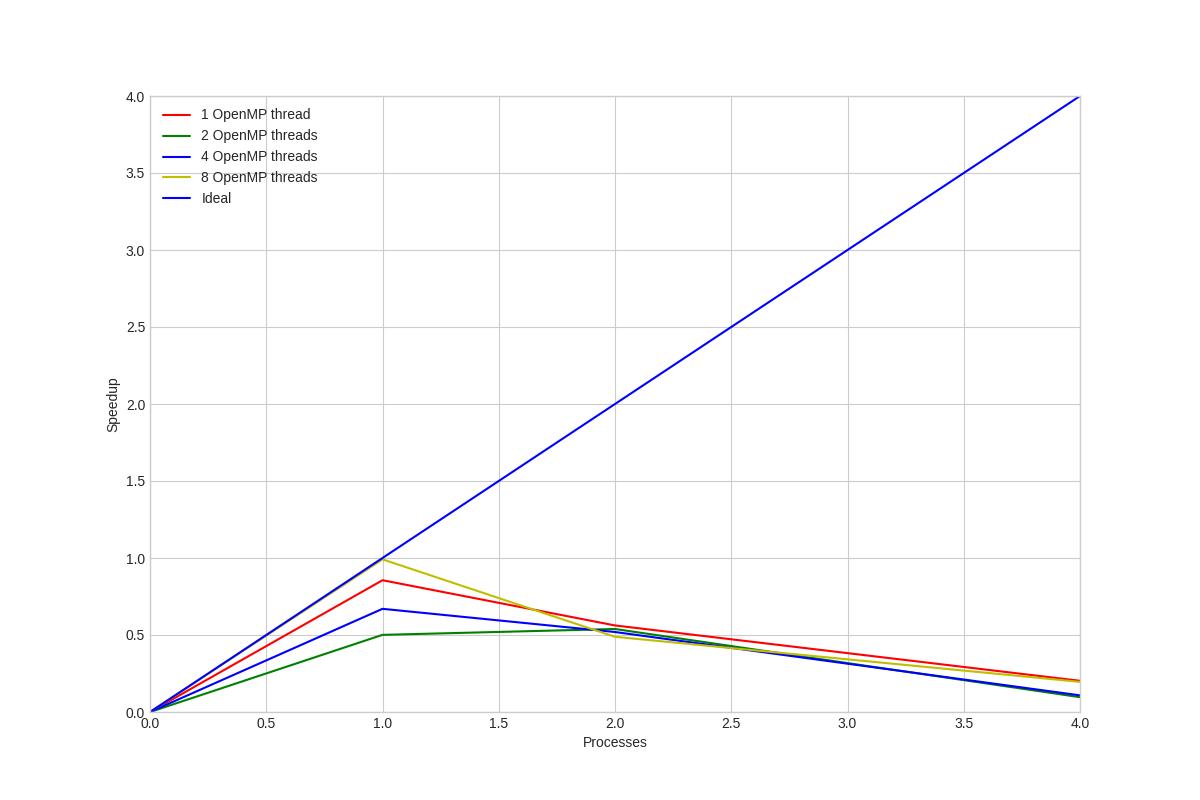 4.0
3.5
3.0
2.5
2.0
1.5
1.0
0.5
0.0
1 OpenMP thread
2 OpenMP threads
4 OpenMP threads
8 OpenMP threads
Ideal
Speedup
0.0 0.5 1.0 1.5 2.0 2.5 3.0 3.5 4.0
Processes